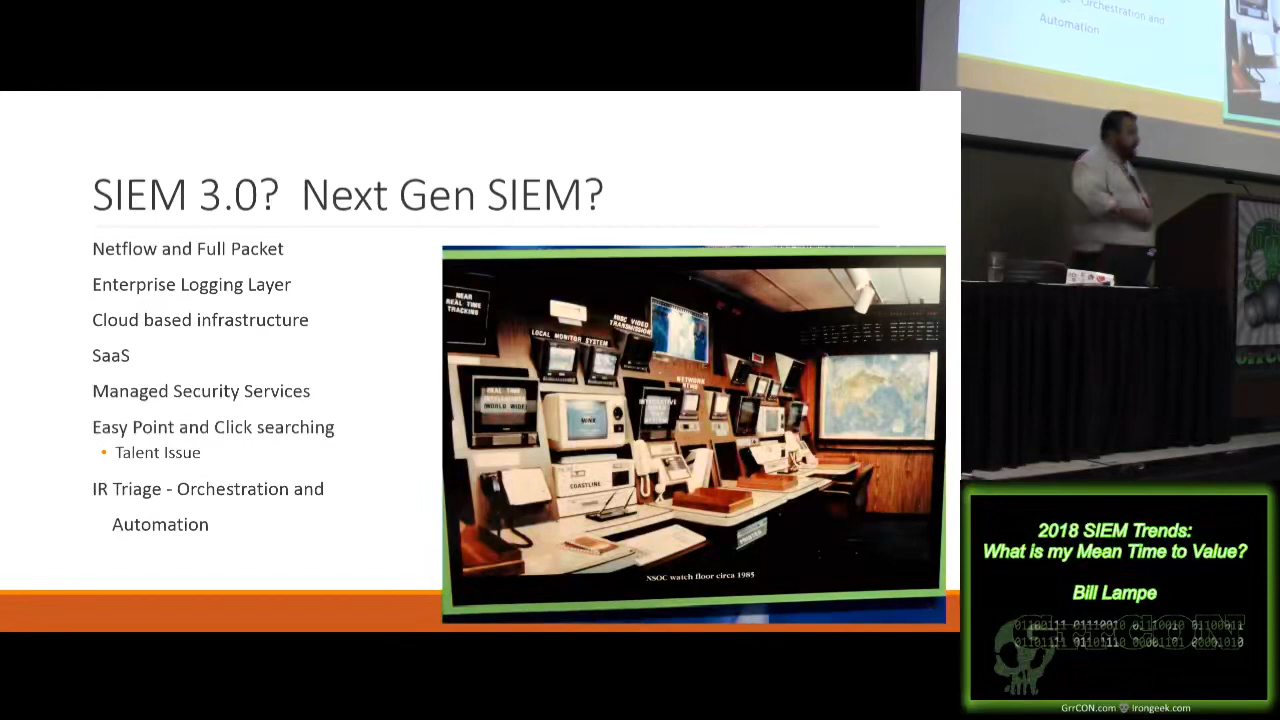 SIEM 3.0? Next Gen SIEM?
Netflow and Full Packet
Enterprise Logging Layer
Cloud based infrastructure
SaaS
Managed Security Services
Easy Point and Click searching
• Talent Issue
IR Triage - Orchestration and
Automation
NEAR
REAL TIME
TRACKING
LOCAL MONITOR SYSTEM
MISC VIDEO
TRANSMISSION
NETWORK
NEWS
REAL TIME
WORLD WIDE
COASTLINE
NSOC watch floor circa 1985
Orchestration and
Automation
2018 SIEM Trends:
What is my Mean Time to Value?
Bill Lampe
GrrCON
GrrCON.com Irongeek.com